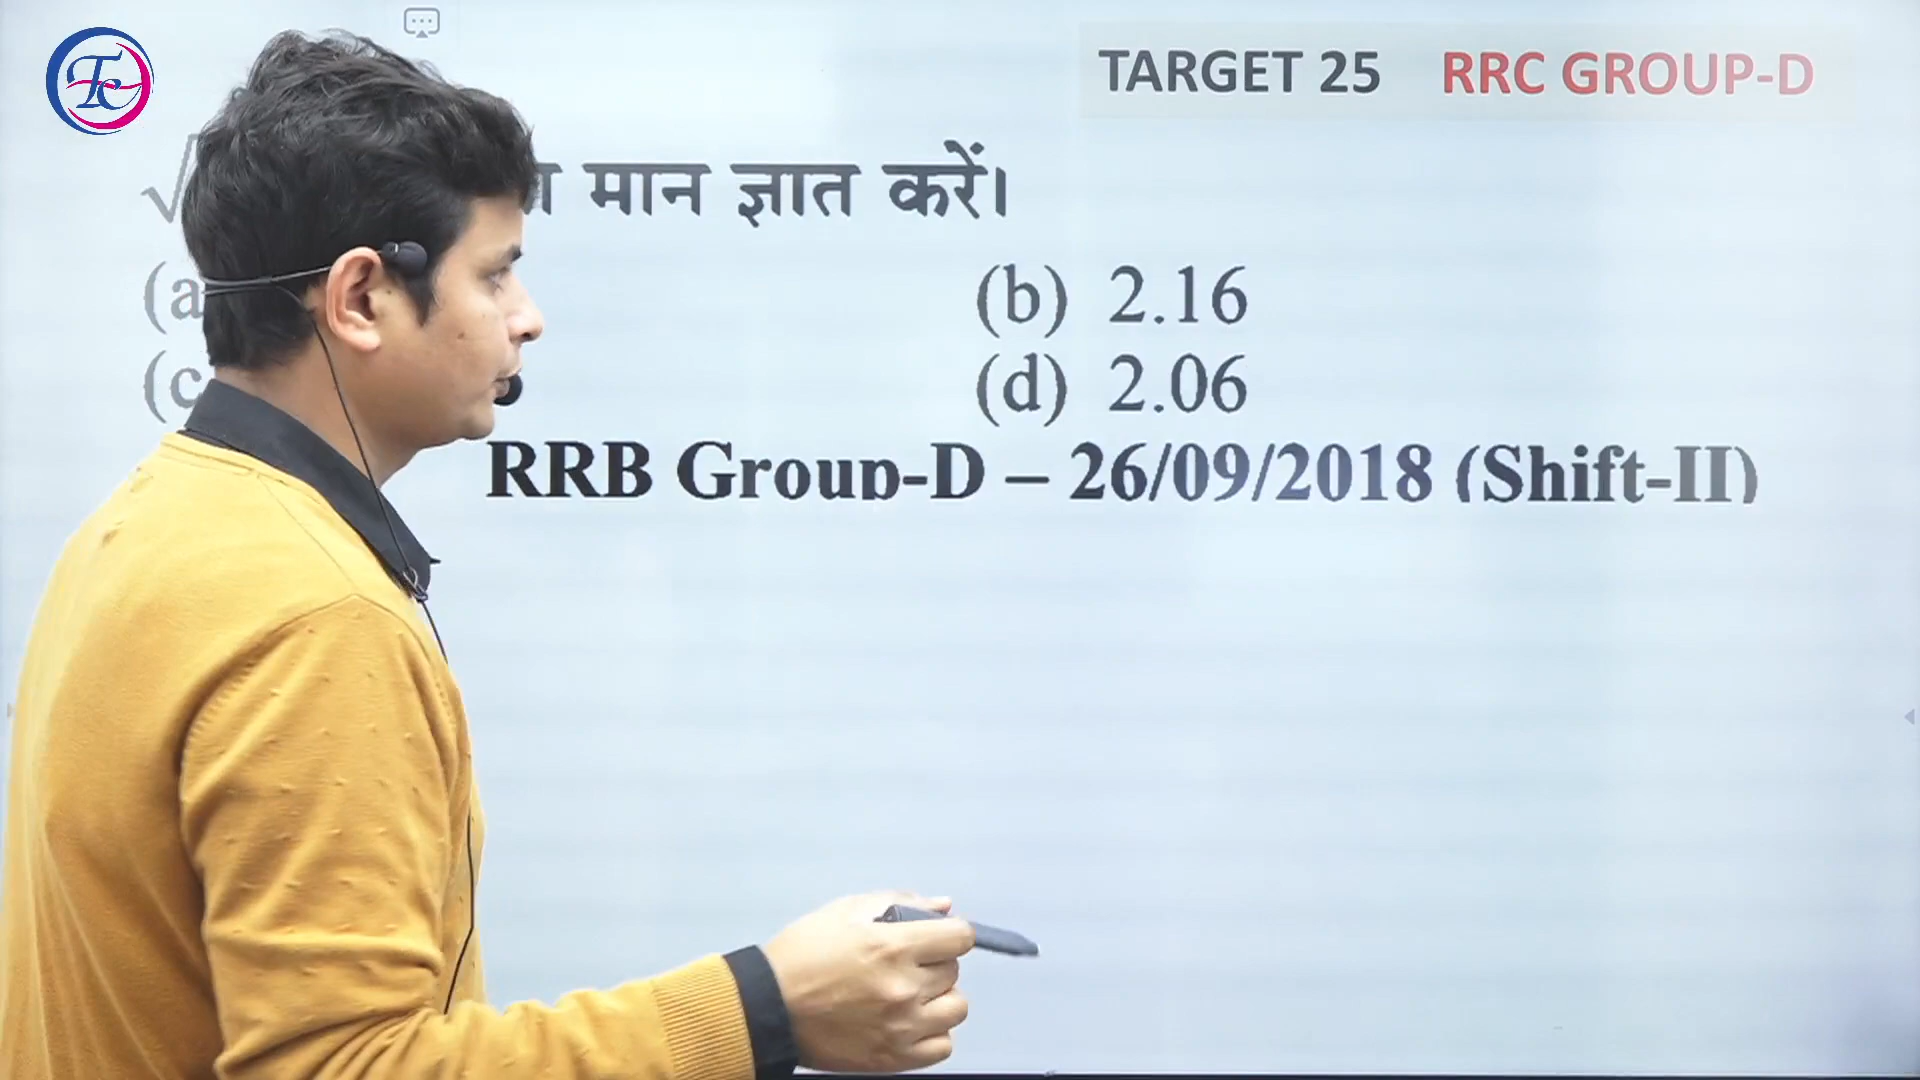 TARGET 25 RRC GROUP-D
√ मान ज्ञात करें।
(a
(b) 2.16
(c
(d) 2.06
RRB Group-D – 26/09/2018 (Shift-II)